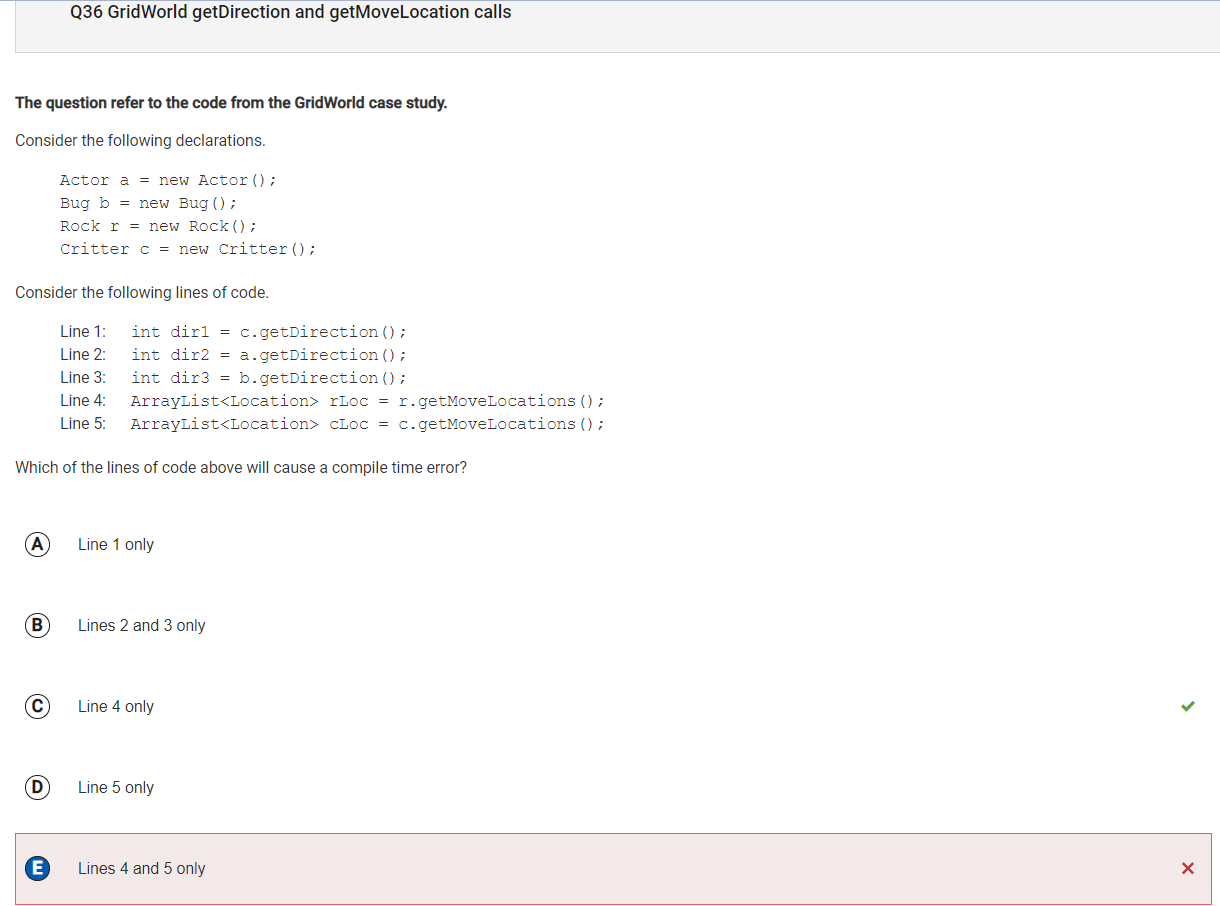 Q36 GridWorld getDirection and getMoveLocation calls
The question refer to the code from the GridWorld case study.
Consider the following declarations.
Actor a = new Actor();
Bug b = new Bug();
Rock r = new Rock();
Critter c = new Critter();
Consider the following lines of code.
Line 1: int dir1 = c.getDirection();
Line 2: int dir2 = a.getDirection();
Line 3: int dir3 = b.getDirection();
Line 4: ArrayList<Location> rLoc = r.getMoveLocations();
Line 5: ArrayList<Location> cLoc = c.getMoveLocations();
Which of the lines of code above will cause a compile time error?
A Line 1 only
B Lines 2 and 3 only
C Line 4 only
D Line 5 only
E Lines 4 and 5 only